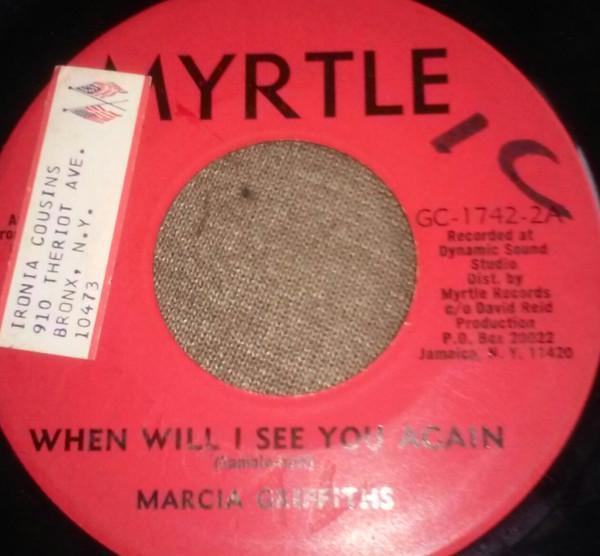 MYRTLE
IRONIA COUSINS
910 THERIOT AVE.
BRONX, N.Y.
10473
10
GC-1742-2A
Recorded at
Dynamic Sound
Studio
Dist. by
Myrtle Records
c/o David Reid
Production
P.O. Box 20022
Jamaica, N. Y. 11420
WHEN WILL I SEE YOU AGAIN
MARCIA GRIFFITHS